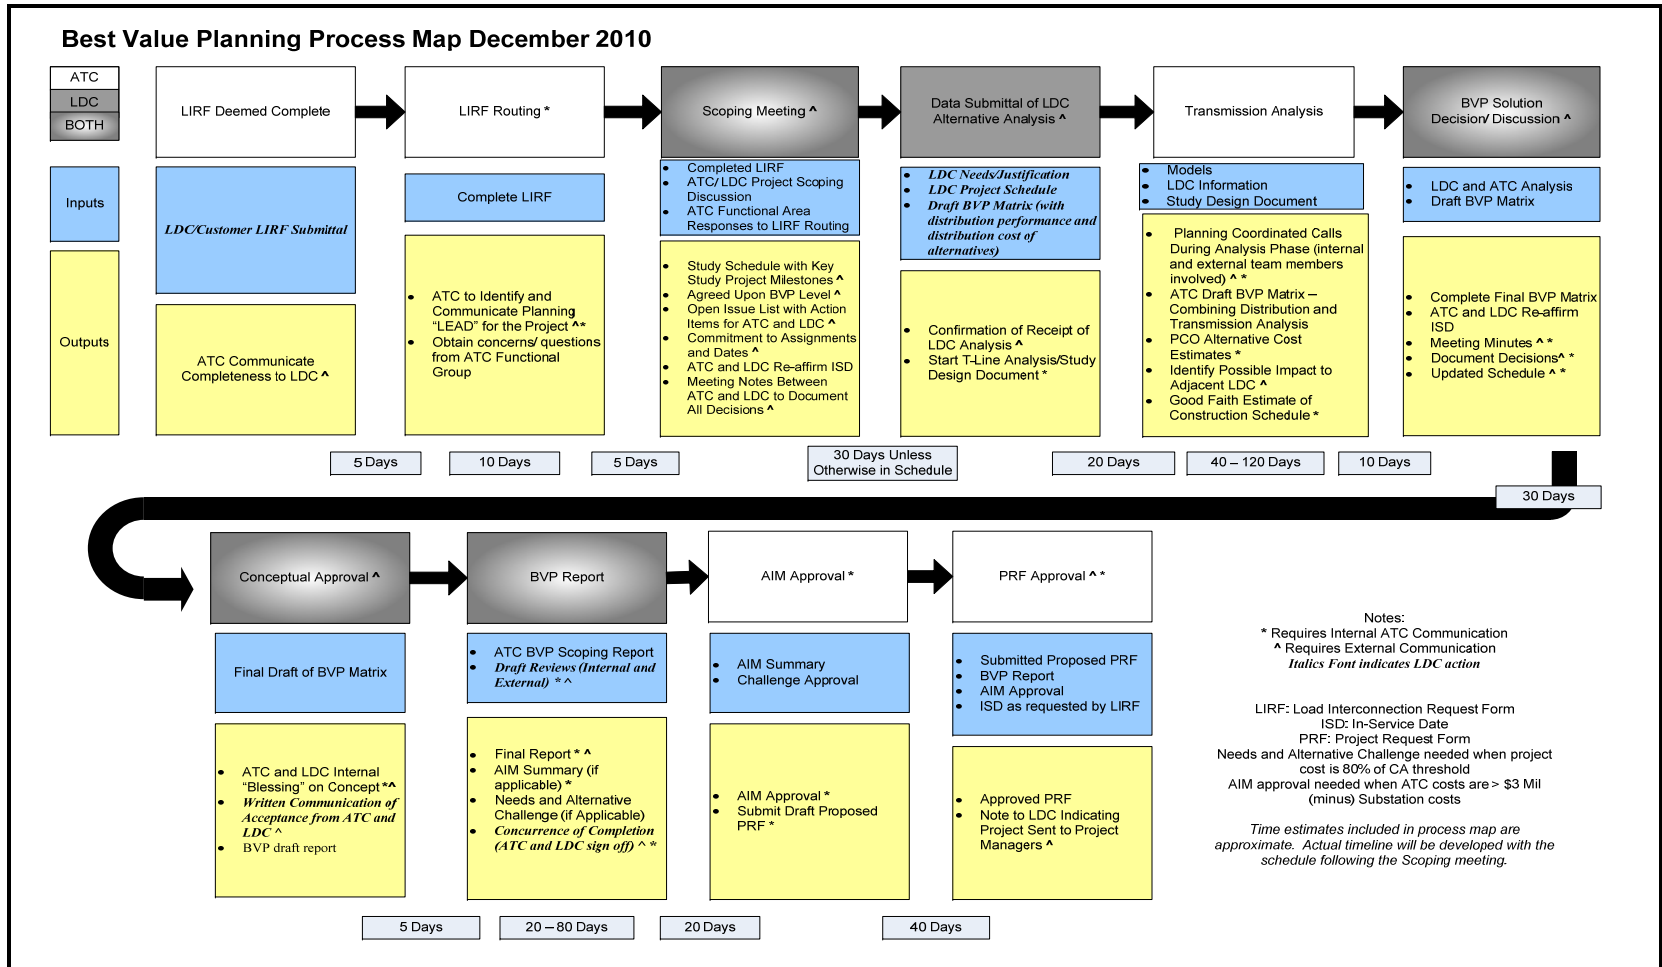 Best Value Planning Process Map December 2010
ATC
LDC
BOTH
LIRF Deemed Complete
LIRF Routing *
Scoping Meeting ^
Data Submittal of LDC
Alternative Analysis ^
Transmission Analysis
BVP Solution
Decision/ Discussion ^
Inputs
LDC/Customer LIRF Submittal
Complete LIRF
• Completed LIRF
• ATC/ LDC Project Scoping
Discussion
• ATC Functional Area
Responses to LIRF Routing
• LDC Needs/Justification
• LDC Project Schedule
• Draft BVP Matrix (with
distribution performance and
distribution cost of
alternatives)
• Models
• LDC Information
• Study Design Document
• LDC and ATC Analysis
• Draft BVP Matrix
Outputs
ATC Communicate
Completeness to LDC ^
• ATC to Identify and
Communicate Planning
“LEAD” for the Project ^*
• Obtain concerns/ questions
from ATC Functional
Group
• Study Schedule with Key
Study Project Milestones ^
• Agreed Upon BVP Level ^
• Open Issue List with Action
Items for ATC and LDC ^
• Commitment to Assignments
and Dates ^
• ATC and LDC Re-affirm ISD
• Meeting Notes Between
ATC and LDC to Document
All Decisions ^
• Confirmation of Receipt of
LDC Analysis ^
• Start T-Line Analysis/Study
Design Document *
• Planning Coordinated Calls
During Analysis Phase (internal
and external team members
involved) ^ *
• ATC Draft BVP Matrix –
Combining Distribution and
Transmission Analysis
• PCO Alternative Cost
Estimates *
• Identify Possible Impact to
Adjacent LDC ^
• Good Faith Estimate of
Construction Schedule *
• Complete Final BVP Matrix
• ATC and LDC Re-affirm
ISD
• Meeting Minutes ^ *
• Document Decisions^ *
• Updated Schedule ^ *
5 Days
10 Days
5 Days
30 Days Unless
Otherwise in Schedule
20 Days
40 – 120 Days
10 Days
30 Days
Conceptual Approval ^
BVP Report
AIM Approval *
PRF Approval ^ *
Final Draft of BVP Matrix
• ATC BVP Scoping Report
• Draft Reviews (Internal and
External) * ^
• AIM Summary
• Challenge Approval
• Submitted Proposed PRF
• BVP Report
• AIM Approval
• ISD as requested by LIRF
• ATC and LDC Internal
“Blessing” on Concept *^
• Written Communication of
Acceptance from ATC and
LDC ^
• BVP draft report
• Final Report * ^
• AIM Summary (if
applicable) *
• Needs and Alternative
Challenge (if Applicable)
• Concurrence of Completion
(ATC and LDC sign off) ^ *
• AIM Approval *
• Submit Draft Proposed
PRF *
• Approved PRF
• Note to LDC Indicating
Project Sent to Project
Managers ^
5 Days
20 – 80 Days
20 Days
40 Days
Notes:
* Requires Internal ATC Communication
^ Requires External Communication
Italics Font indicates LDC action
LIRF: Load Interconnection Request Form
ISD: In-Service Date
PRF: Project Request Form
Needs and Alternative Challenge needed when project
cost is 80% of CA threshold
AIM approval needed when ATC costs are > $3 Mil
(minus) Substation costs
Time estimates included in process map are
approximate. Actual timeline will be developed with the
schedule following the Scoping meeting.